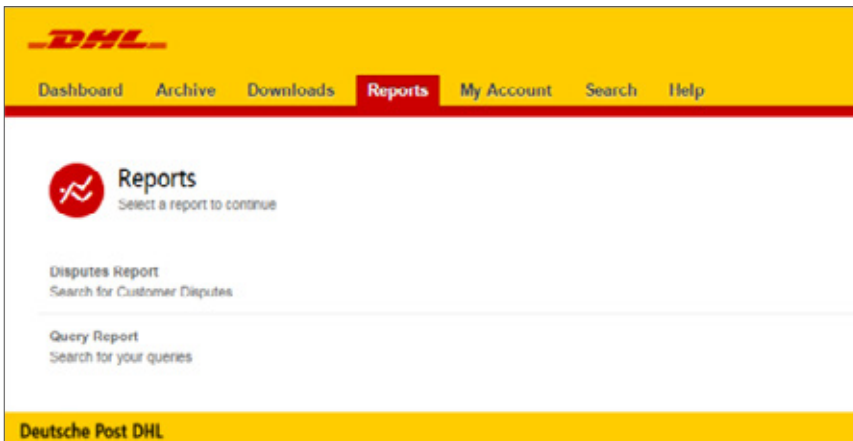 DHL
Dashboard Archive Downloads Reports My Account Search Help
Reports
Select a report to continue
Disputes Report
Search for Customer Disputes
Query Report
Search for your queries
Deutsche Post DHL